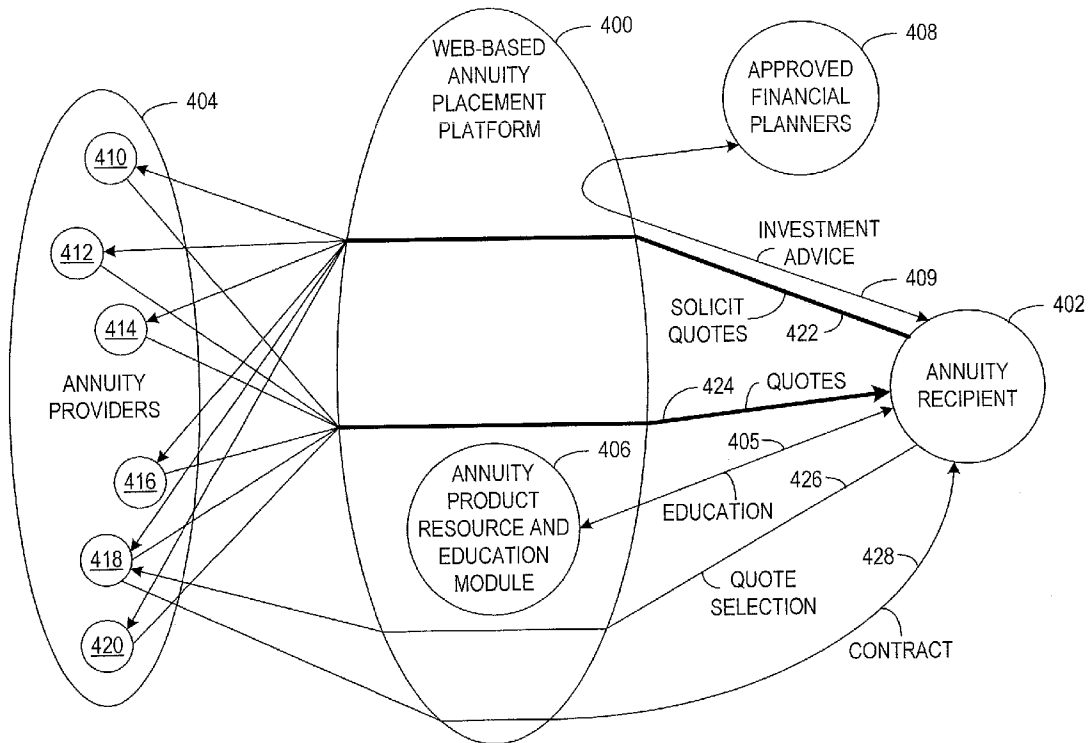 400
WEB-BASED
ANNUITY
PLACEMENT
PLATFORM
408
APPROVED
FINANCIAL
PLANNERS
404
410
412
414
ANNUITY
PROVIDERS
416
418
420
INVESTMENT
ADVICE
409
SOLICIT
QUOTES
422
402
ANNUITY
RECIPIENT
424
QUOTES
406
ANNUITY
PRODUCT
RESOURCE AND
EDUCATION
MODULE
405
EDUCATION
426
QUOTE
SELECTION
428
CONTRACT